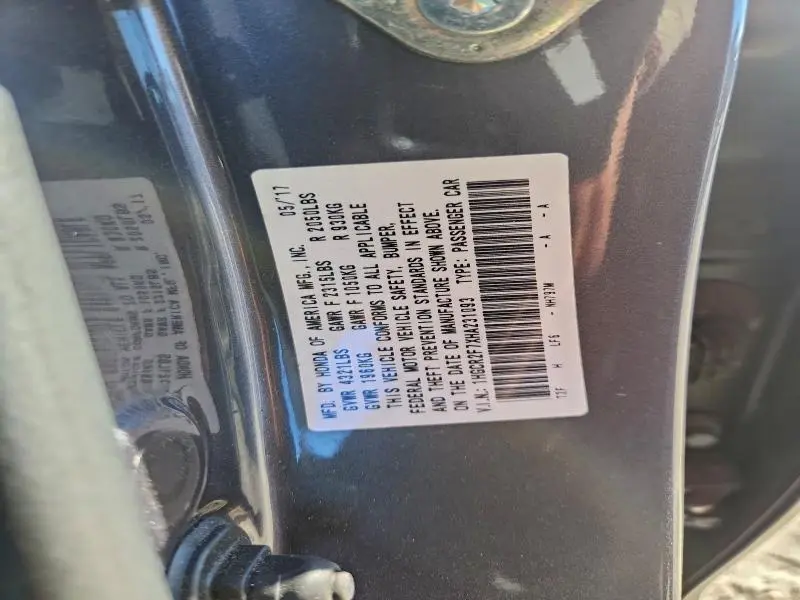 MFD. BY HONDA OF AMERICA MFG., INC. 05/17
GVWR 4321LBS GAWR F 2315LBS R 2050LBS
GVWR 1960KG GAWR F 1050KG R 930KG
THIS VEHICLE CONFORMS TO ALL APPLICABLE
FEDERAL MOTOR VEHICLE SAFETY, BUMPER,
AND THEFT PREVENTION STANDARDS IN EFFECT
ON THE DATE OF MANUFACTURE SHOWN ABOVE.
V.I.N.: 1HGCR2F7XHA231093 TYPE: PASSENGER CAR
T2F H LFS NH797M - A - A